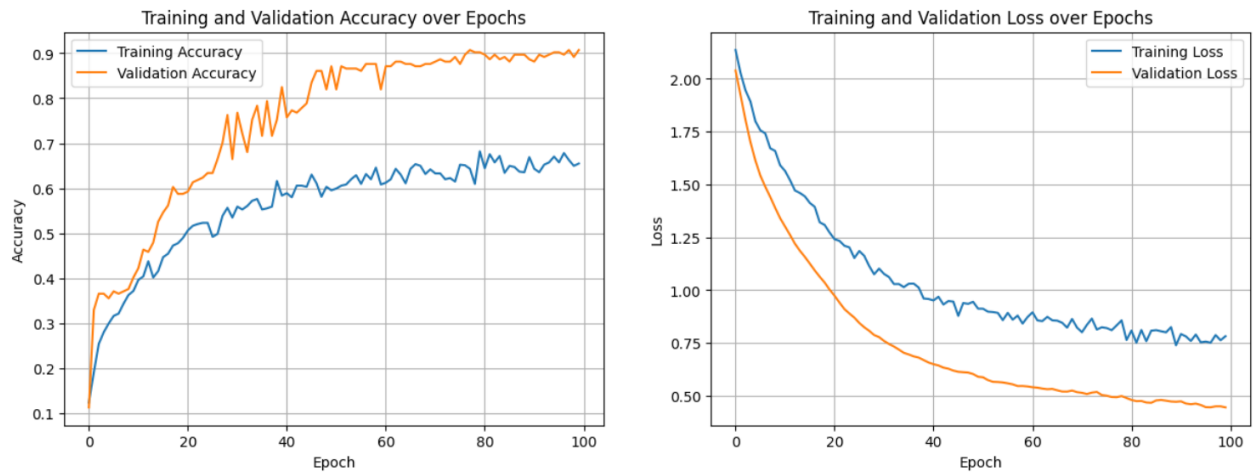 Training and Validation Accuracy over Epochs
Training Accuracy
Validation Accuracy
Accuracy
0.9
0.8
0.7
0.6
0.5
0.4
0.3
0.2
0.1
0 20 40 60 80 100
Epoch
Training and Validation Loss over Epochs
Training Loss
Validation Loss
Loss
2.00
1.75
1.50
1.25
1.00
0.75
0.50
0 20 40 60 80 100
Epoch